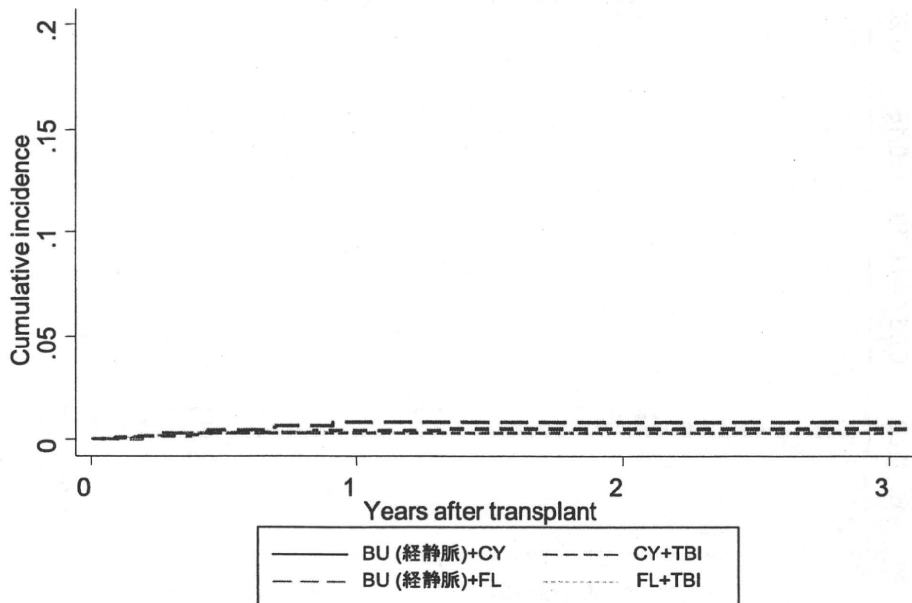 .2
.15
.1
.05
0
Cumulative incidence
0 1 2 3
Years after transplant
BU (経静脈)+CY CY+TBI
BU (経静脈)+FL FL+TBI